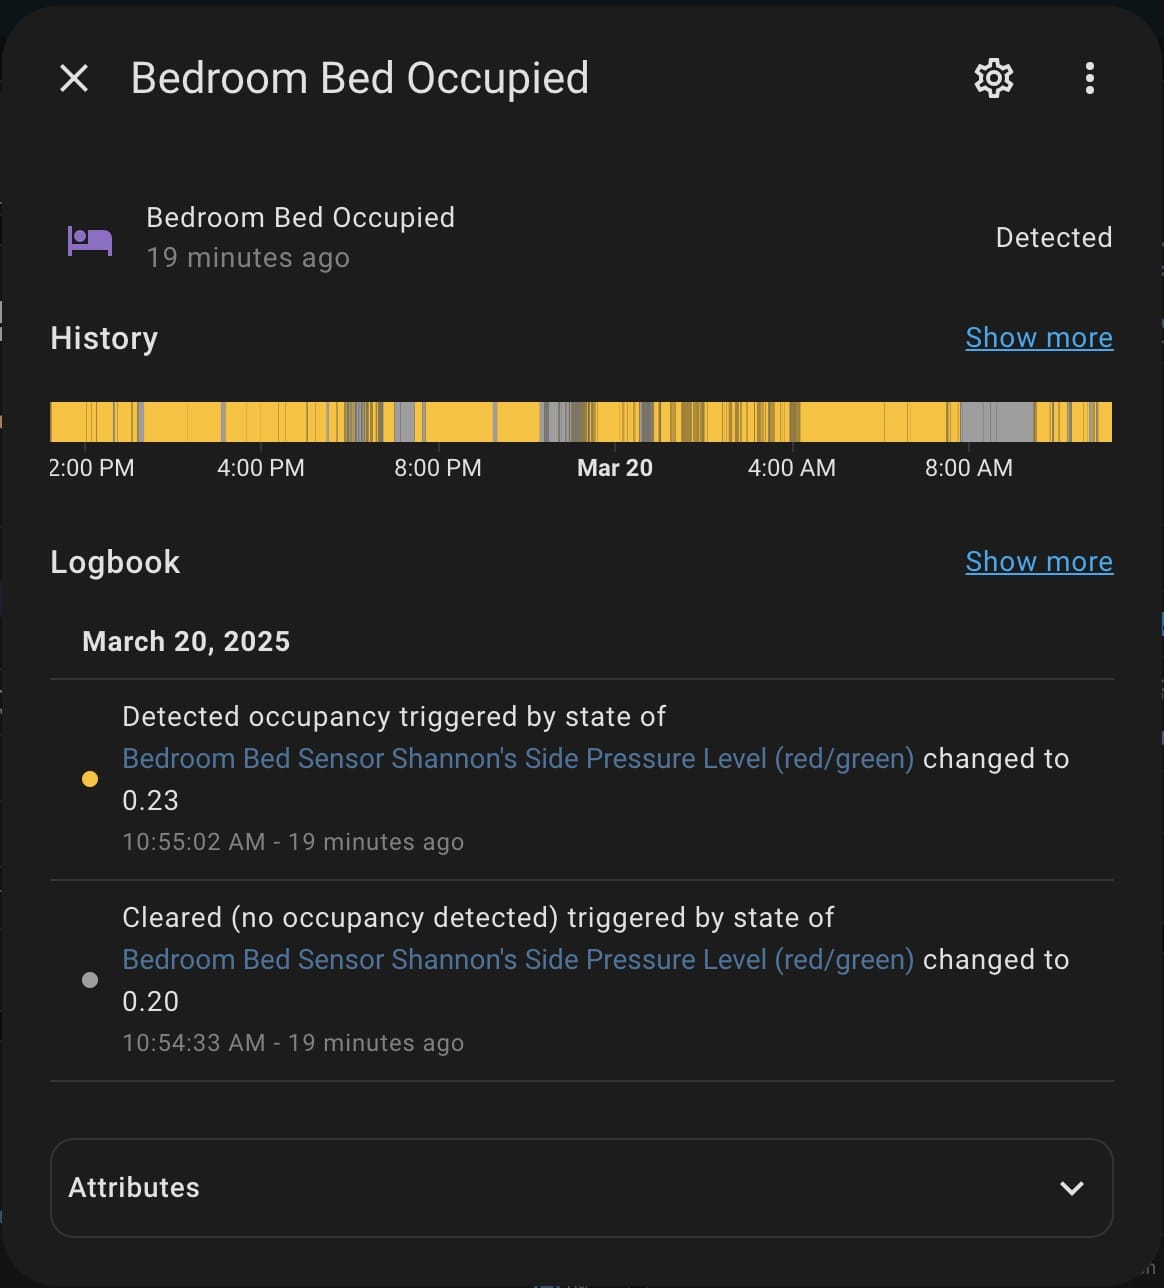 Bedroom Bed Occupied
Bedroom Bed Occupied
19 minutes ago
Detected
History
Show more
2:00 PM
4:00 PM
8:00 PM
Mar 20
4:00 AM
8:00 AM
Logbook
Show more
March 20, 2025
Detected occupancy triggered by state of
Bedroom Bed Sensor Shannon's Side Pressure Level (red/green) changed to
0.23
10:55:02 AM - 19 minutes ago
Cleared (no occupancy detected) triggered by state of
Bedroom Bed Sensor Shannon's Side Pressure Level (red/green) changed to
0.20
10:54:33 AM - 19 minutes ago
Attributes